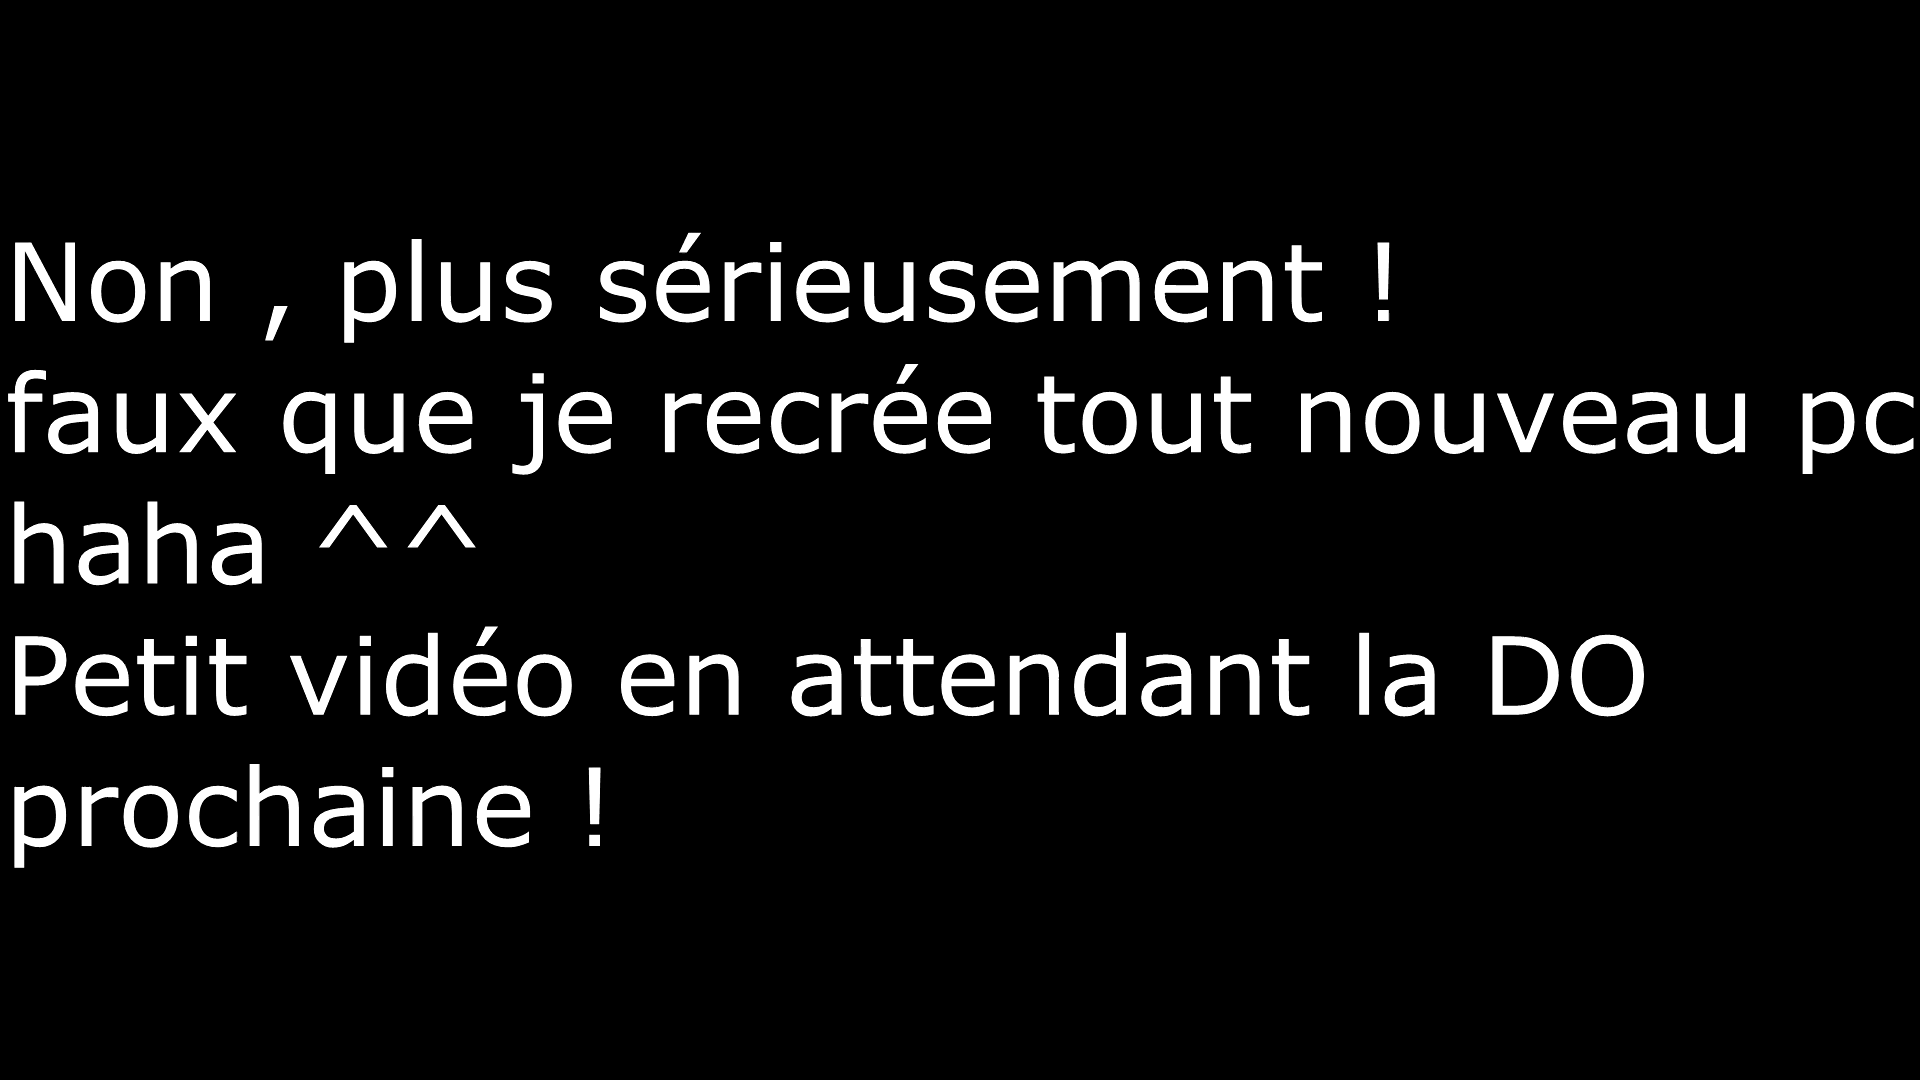 Non , plus sérieusement !
faux que je recrée tout nouveau pc
haha ^^
Petit vidéo en attendant la DO
prochaine !